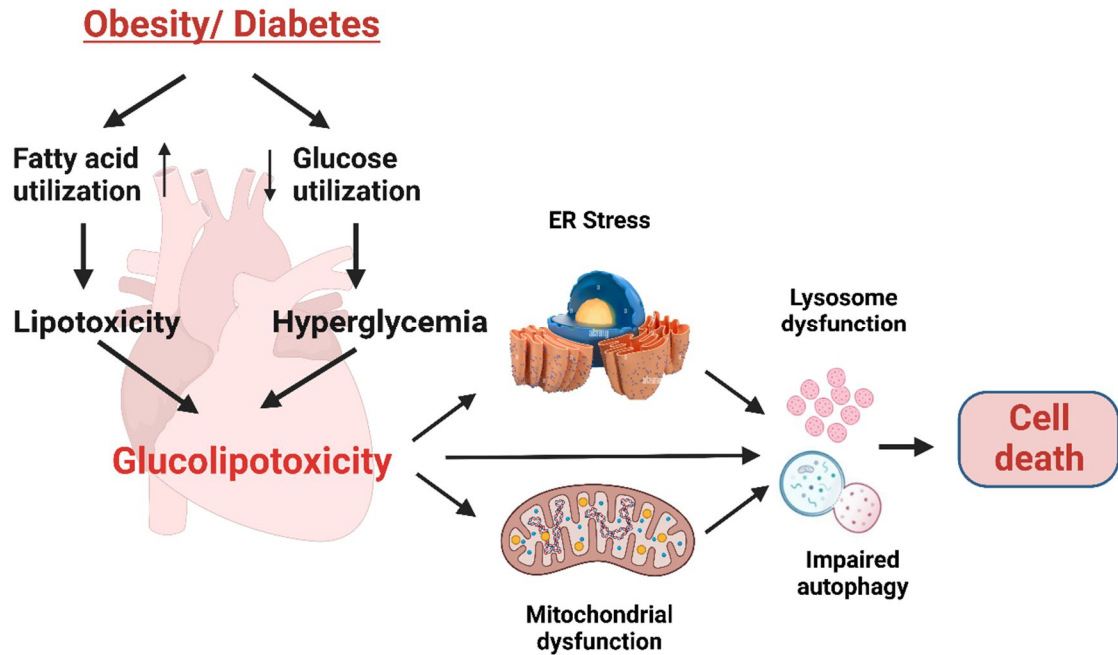 Obesity/ Diabetes
Fatty acid
utilization
Glucose
utilization
Lipotoxicity
Hyperglycemia
Glucolipotoxicity
ER Stress
Mitochondrial
dysfunction
Lysosome
dysfunction
Impaired
autophagy
Cell
death